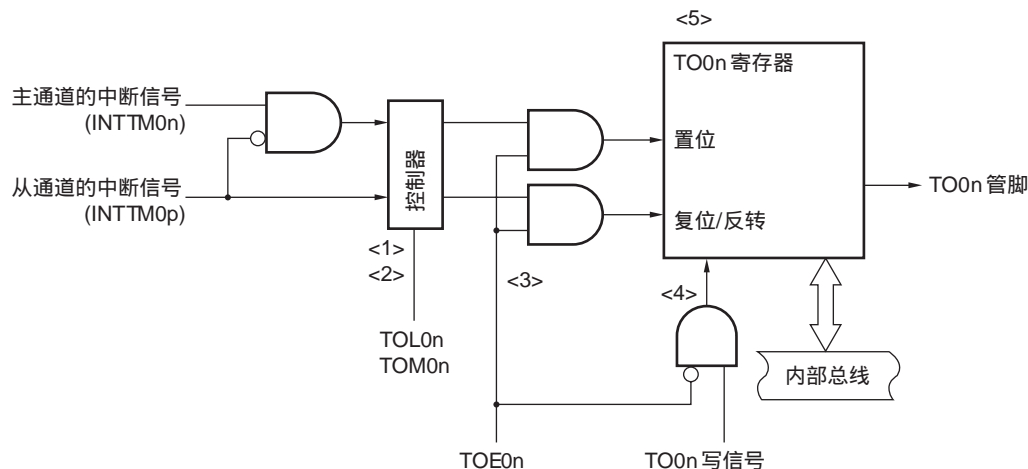 <5>
TO0n 寄存器
主通道的中断信号
(INTTM0n)
置位
控制器
从通道的中断信号
(INTTM0p)
TO0n 管脚
复位/反转
<1>
<2>
<3>
<4>
TOL0n
TOM0n
内部总线
TOE0n
TO0n 写信号